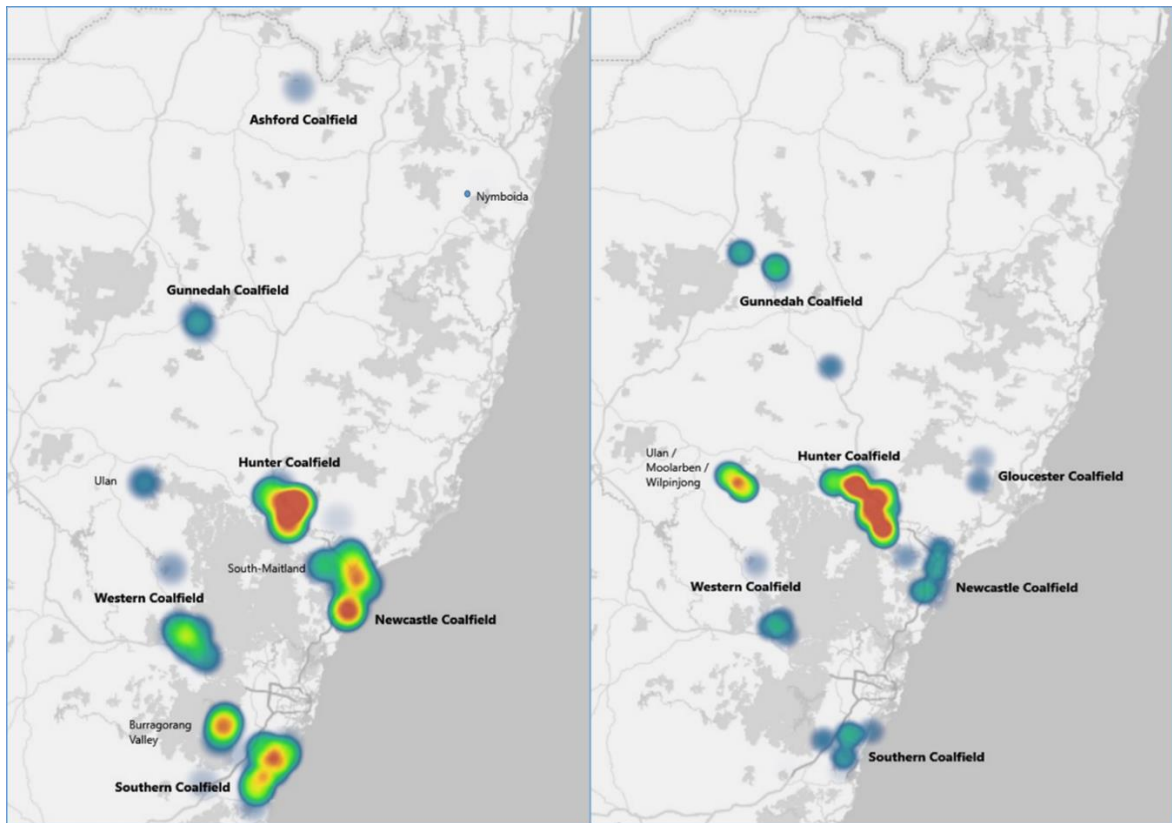 Ashford Coalfield
Nymboida
Gunnedah Coalfield
Hunter Coalfield
Ulan
South-Maitland
Western Coalfield
Newcastle Coalfield
Burragorang
Valley
Southern Coalfield
Gunnedah Coalfield
Ulan /
Moolarben /
Wilpinjong
Hunter Coalfield
Gloucester Coalfield
Western Coalfield
Newcastle Coalfield
Southern Coalfield